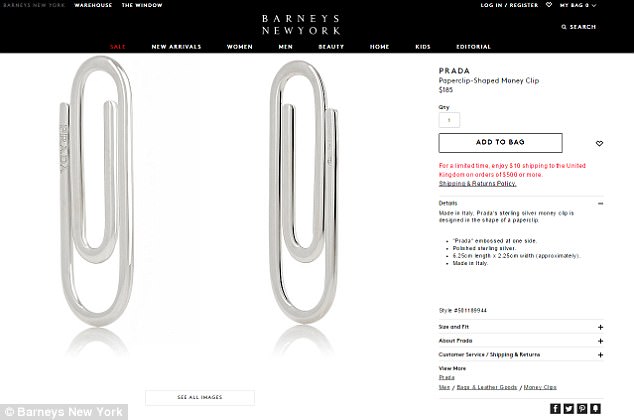 BARNEYS NEW YORK WAREHOUSE THE WINDOW
LOG IN / REGISTER MY BAG 0
BARNEYS
NEWYORK
SEARCH
SALE NEW ARRIVALS WOMEN MEN BEAUTY HOME KIDS EDITORIAL
PRADA
Paperclip-Shaped Money Clip
$185
Qty
1
ADD TO BAG
For a limited time, enjoy $10 shipping to the United
Kingdom on orders of $500 or more.
Shipping & Returns Policy.
Details
Made in Italy, Prada's sterling silver money clip is
designed in the shape of a paperclip.
"Prada" embossed at one side.
Polished sterling silver.
6.25cm length x 2.25cm width (approximately).
Made in Italy.
Style #501189944
Size and Fit
About Prada
Customer Service / Shipping & Returns
View More
Prada
Men / Bags & Leather Goods / Money Clips
SEE ALL IMAGES
PRADA
© Barneys New York